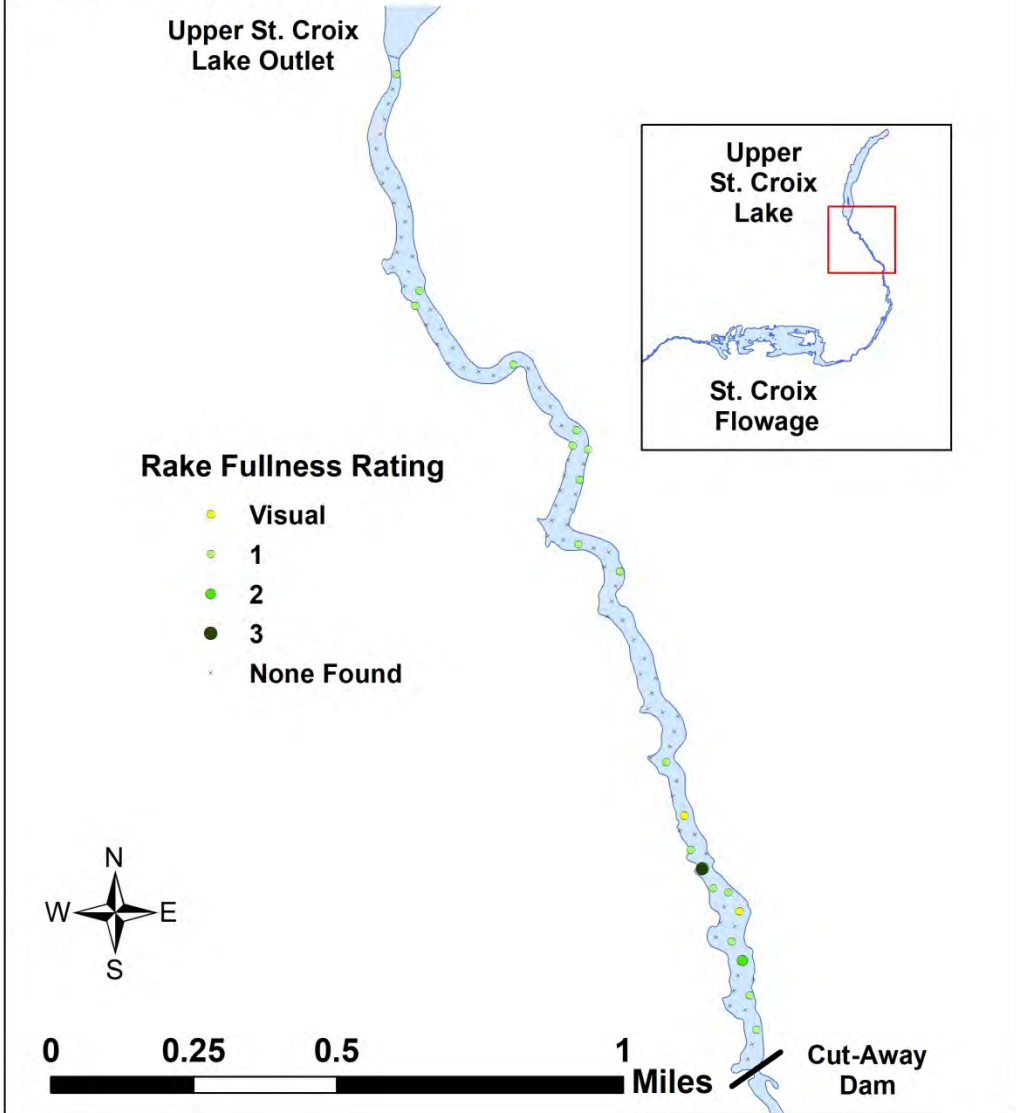 Upper St. Croix
Lake Outlet
Upper
St. Croix
Lake
St. Croix
Flowage
Rake Fullness Rating
Visual
1
2
3
None Found
N
W E
S
0 0.25 0.5 1
Miles
Cut-Away
Dam